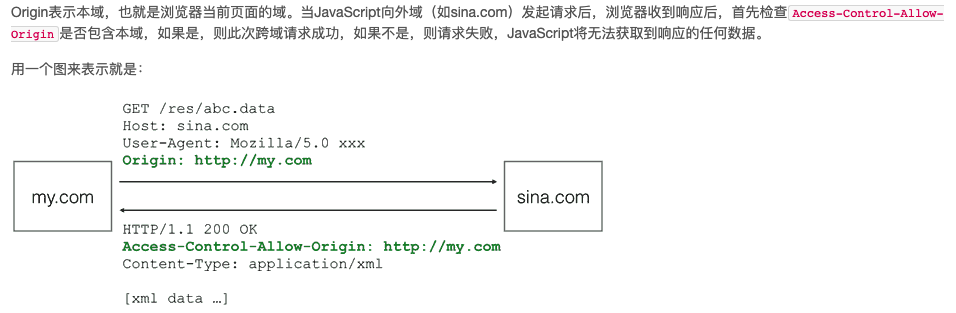 Origin表示本域，也就是浏览器当前页面的域。当JavaScript向外域（如sina.com）发起请求后，浏览器收到响应后，首先检查Access-Control-Allow-
Origin是否包含本域，如果是，则此次跨域请求成功，如果不是，则请求失败，JavaScript将无法获取到响应的任何数据。
用一个图来表示就是：
GET /res/abc.data
Host: sina.com
User-Agent: Mozilla/5.0 xxx
Origin: http://my.com
my.com
sina.com
HTTP/1.1 200 OK
Access-Control-Allow-Origin: http://my.com
Content-Type: application/xml
[xml data …]